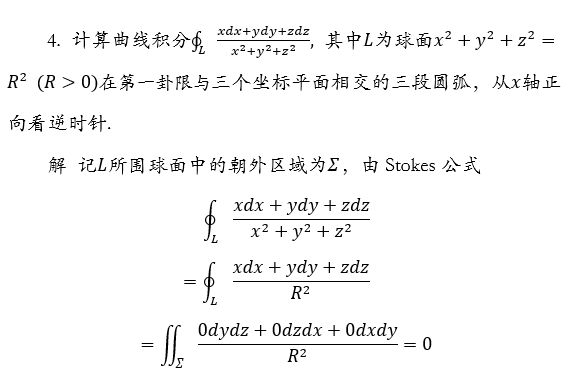 4. 计算曲线积分∮_L (xdx+ydy+zdz)/(x²+y²+z²), 其中L为球面x² + y² + z² =
R² (R > 0)在第一卦限与三个坐标平面相交的三段圆弧，从x轴正
向看逆时针.
解 记L所围球面中的朝外区域为Σ，由 Stokes 公式
∮_L (xdx + ydy + zdz)/(x² + y² + z²)
= ∮_L (xdx + ydy + zdz)/R²
= ∬_Σ (0dydz + 0dzdx + 0dxdy)/R² = 0